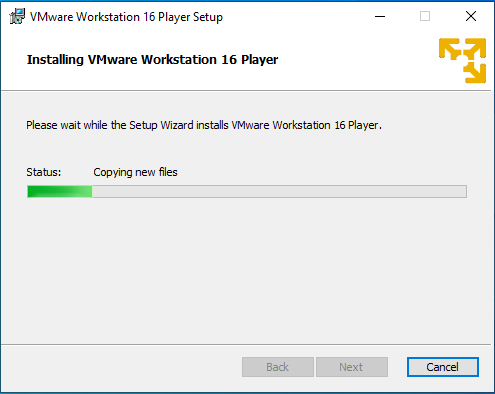 VMware Workstation 16 Player Setup
Installing VMware Workstation 16 Player
Please wait while the Setup Wizard installs VMware Workstation 16 Player.
Status: Copying new files
Back Next Cancel